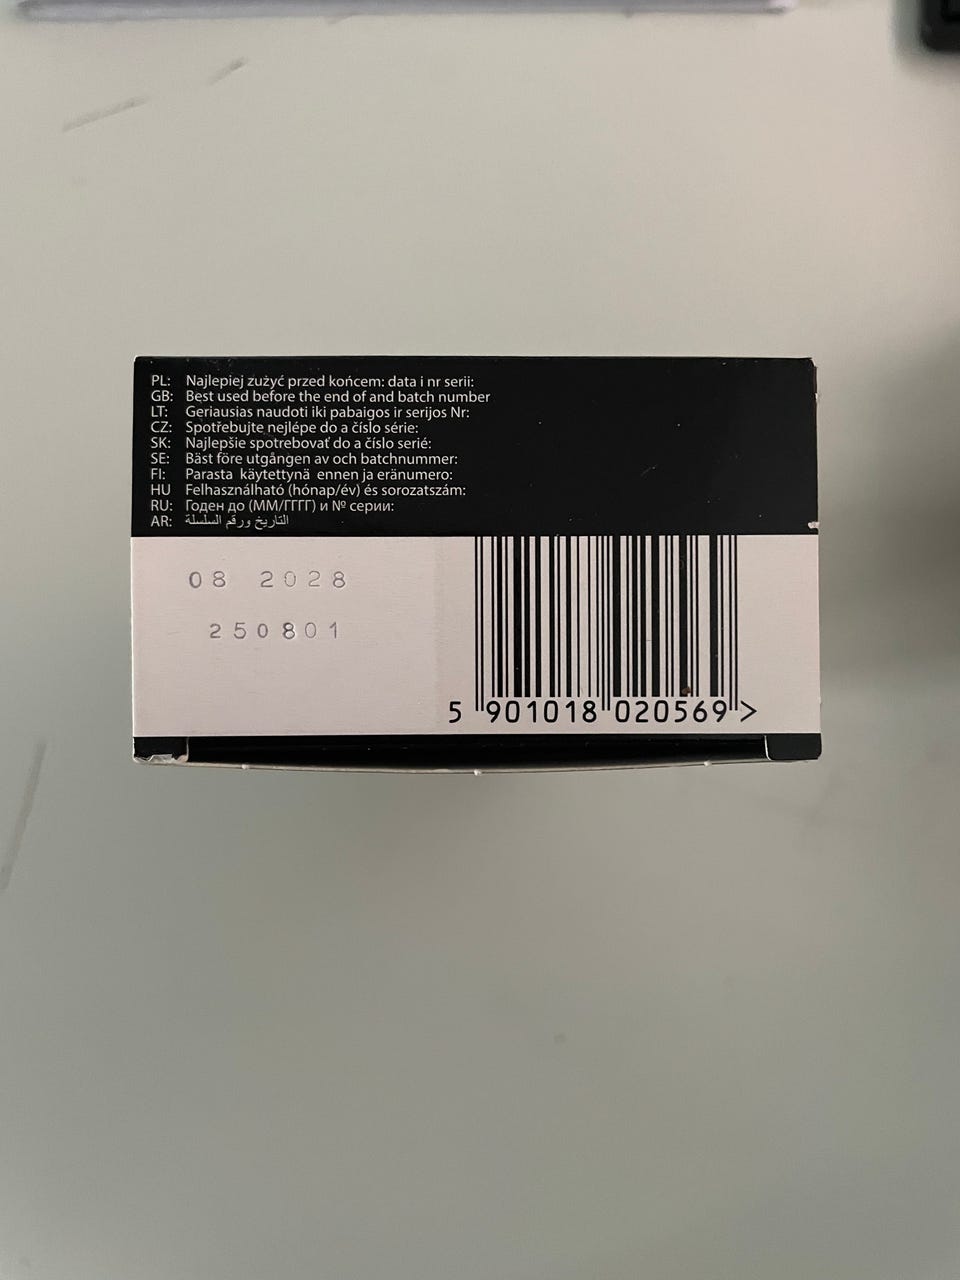 PL: Najlepiej zużyć przed końcem: data i nr serii:
GB: Best used before the end of and batch number
LT: Geriausias naudoti iki pabaigos ir serijos Nr:
CZ: Spotřebujte nejlépe do a číslo série:
SK: Najlepšie spotrebovať do a číslo serié:
SE: Bäst före utgången av och batchnummer:
FI: Parasta käytettynä ennen ja eränumero:
HU Felhasználható (hónap/év) és sorozatszám:
RU: Годен до (ММ/ГГГГ) и № серии:
AR: التاريخ ورقم السلسلة
08 2028
250801
5 901018 020569 >